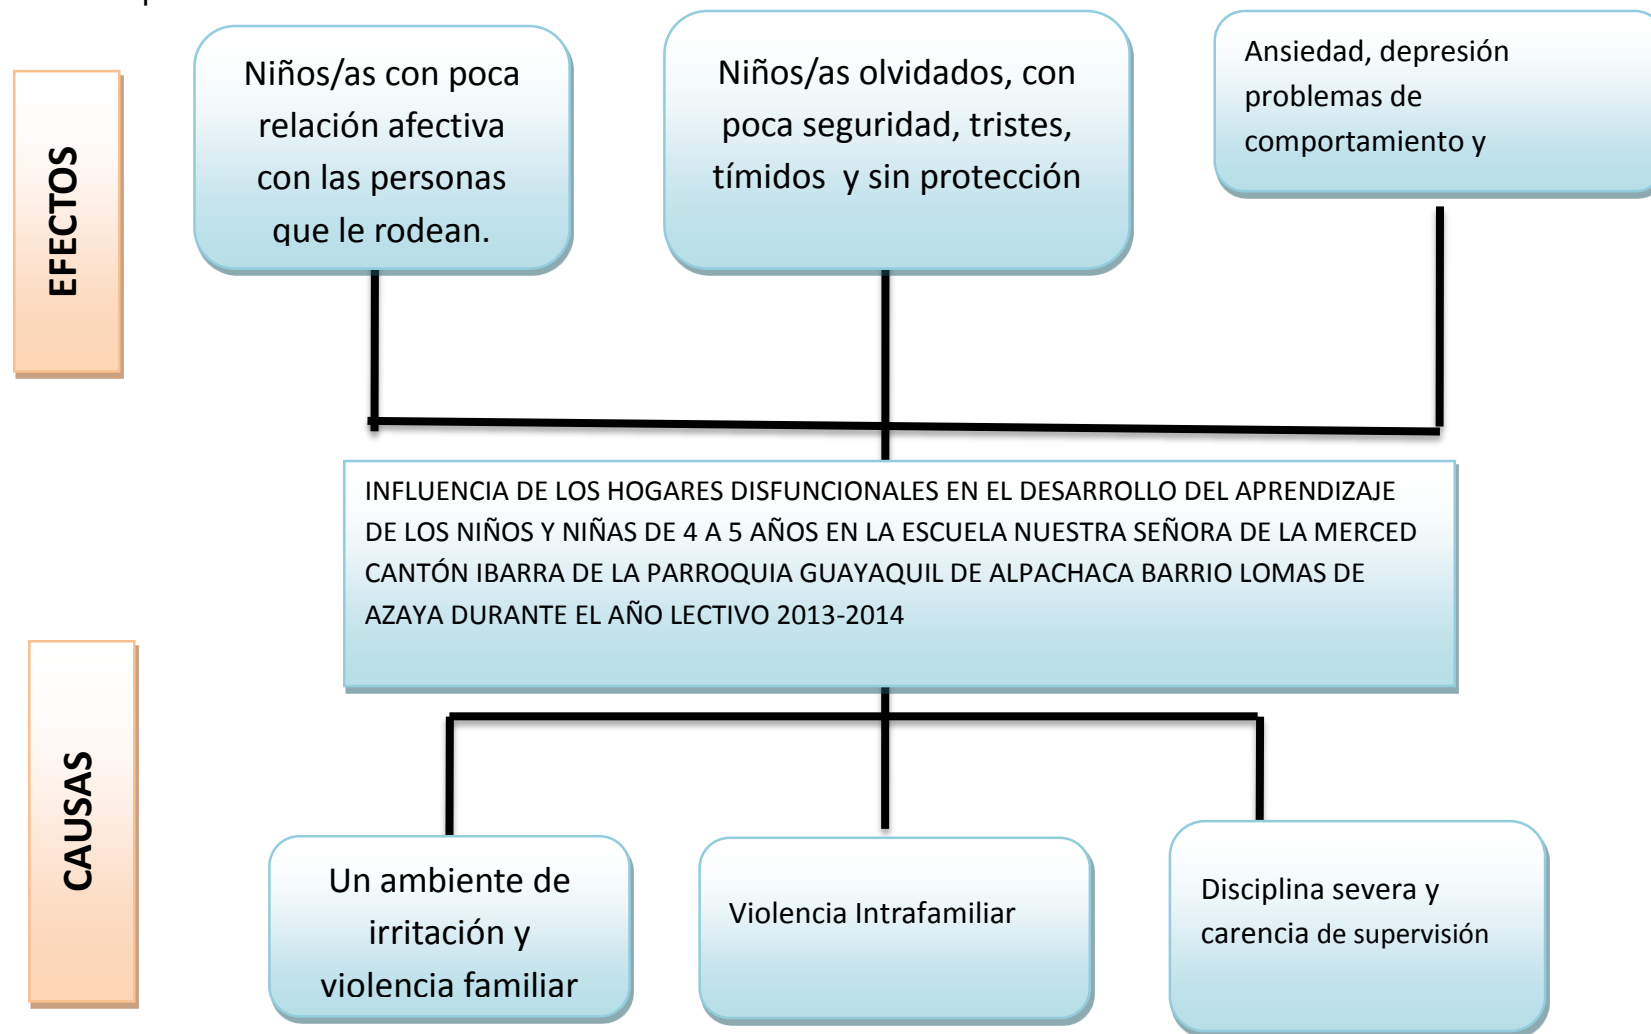 EFECTOS
Niños/as con poca
relación afectiva
con las personas
que le rodean.
Niños/as olvidados, con
poca seguridad, tristes,
tímidos y sin protección
Ansiedad, depresión
problemas de
comportamiento y
INFLUENCIA DE LOS HOGARES DISFUNCIONALES EN EL DESARROLLO DEL APRENDIZAJE
DE LOS NIÑOS Y NIÑAS DE 4 A 5 AÑOS EN LA ESCUELA NUESTRA SEÑORA DE LA MERCED
CANTÓN IBARRA DE LA PARROQUIA GUAYAQUIL DE ALPACHACA BARRIO LOMAS DE
AZAYA DURANTE EL AÑO LECTIVO 2013-2014
CAUSAS
Un ambiente de
irritación y
violencia familiar
Violencia Intrafamiliar
Disciplina severa y
carencia de supervisión